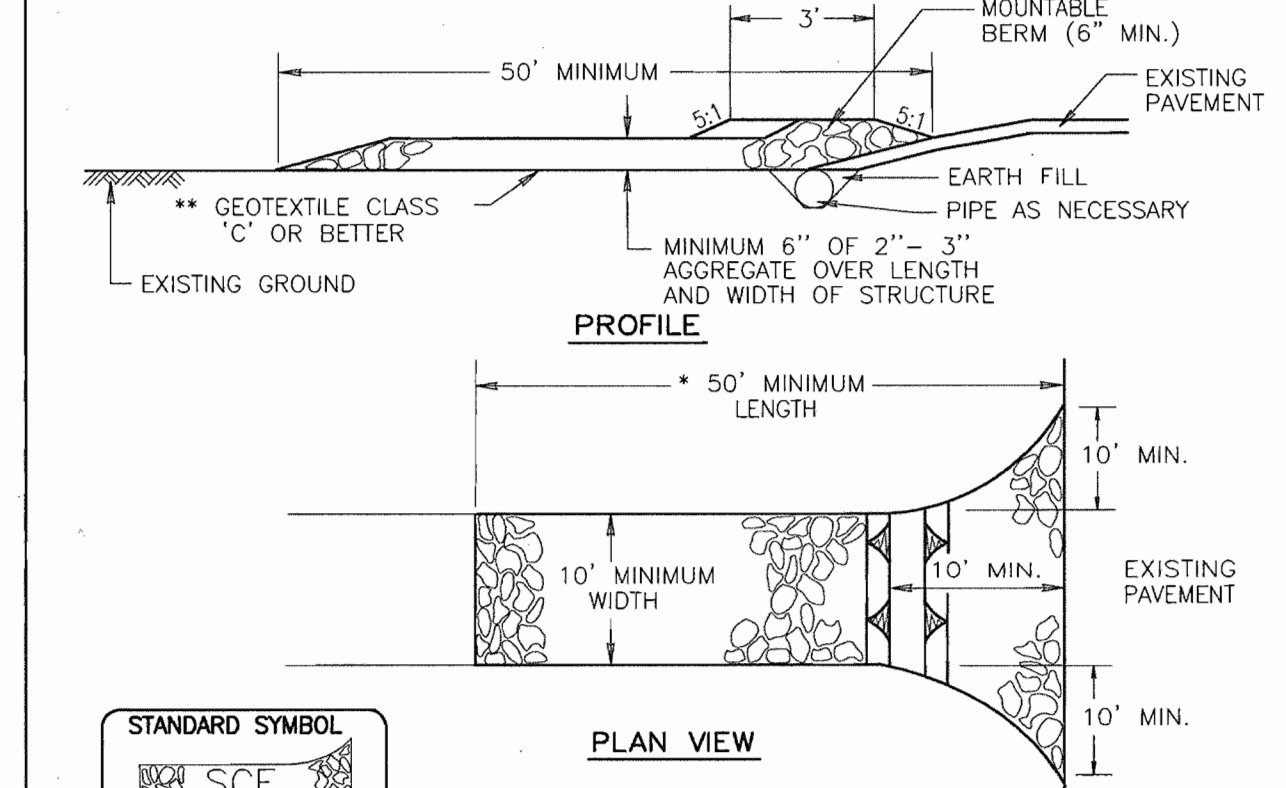 3'
MOUNTABLE
BERM (6" MIN.)
50' MINIMUM
EXISTING
PAVEMENT
5:1
5:1
** GEOTEXTILE CLASS
'C' OR BETTER
EARTH FILL
PIPE AS NECESSARY
EXISTING GROUND
MINIMUM 6" OF 2"- 3"
AGGREGATE OVER LENGTH
AND WIDTH OF STRUCTURE
PROFILE
* 50' MINIMUM
LENGTH
10' MIN.
10' MINIMUM
WIDTH
10' MIN.
EXISTING
PAVEMENT
10' MIN.
PLAN VIEW
STANDARD SYMBOL
SCE